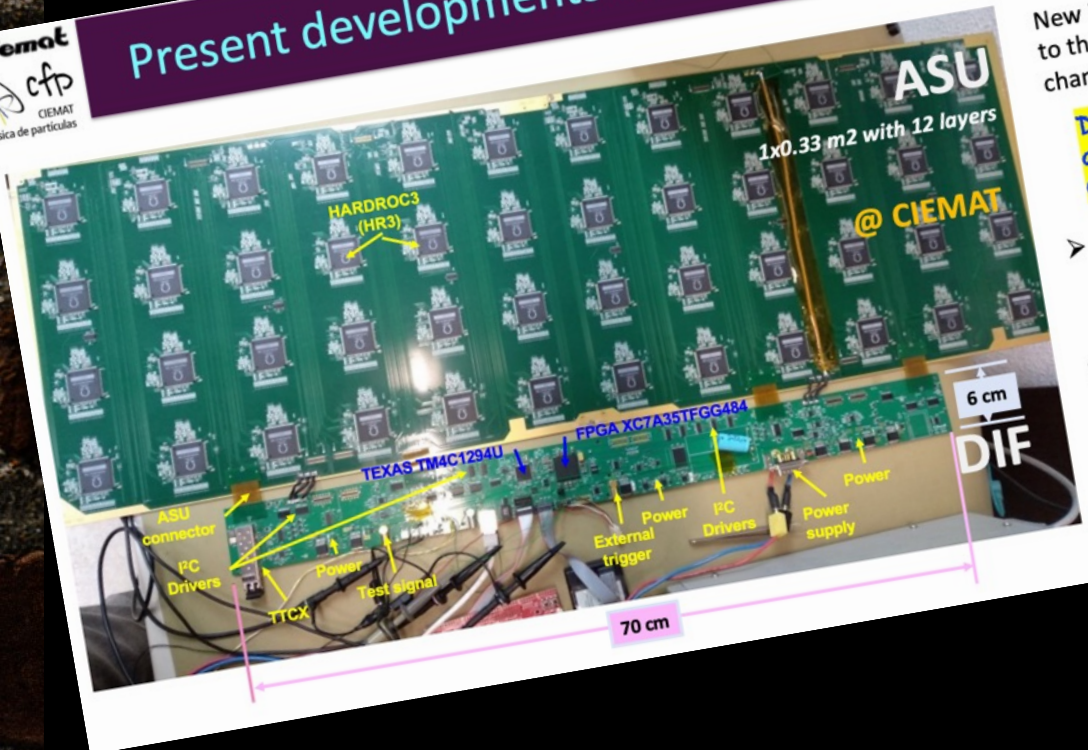 emat
cfp
CIEMAT
sica de partículas
Present development
New
to th
char
ASU
1x0.33 m2 with 12 layers
@ CIEMAT
HARDROC3
(HR3)
6 cm
DIF
TEXAS TM4C1294U
FPGA XC7A35TFGG484
ASU
connector
I²C
Drivers
TTCX
Power
Test signal
External
trigger
Power
I²C
Drivers
Power
supply
Power
70 cm